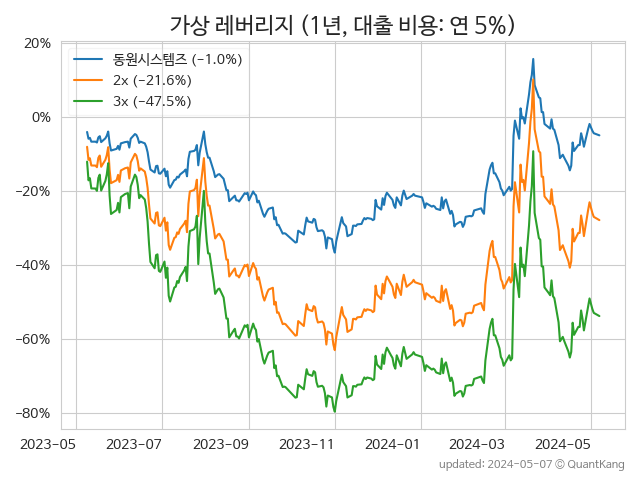 가상 레버리지 (1년, 대출 비용: 연 5%)
동원시스템즈 (−1.0%)
2x (−21.6%)
3x (−47.5%)
20%
0%
−20%
−40%
−60%
−80%
2023−05 2023−07 2023−09 2023−11 2024−01 2024−03 2024−05
updated: 2024-05-07 © QuantKang